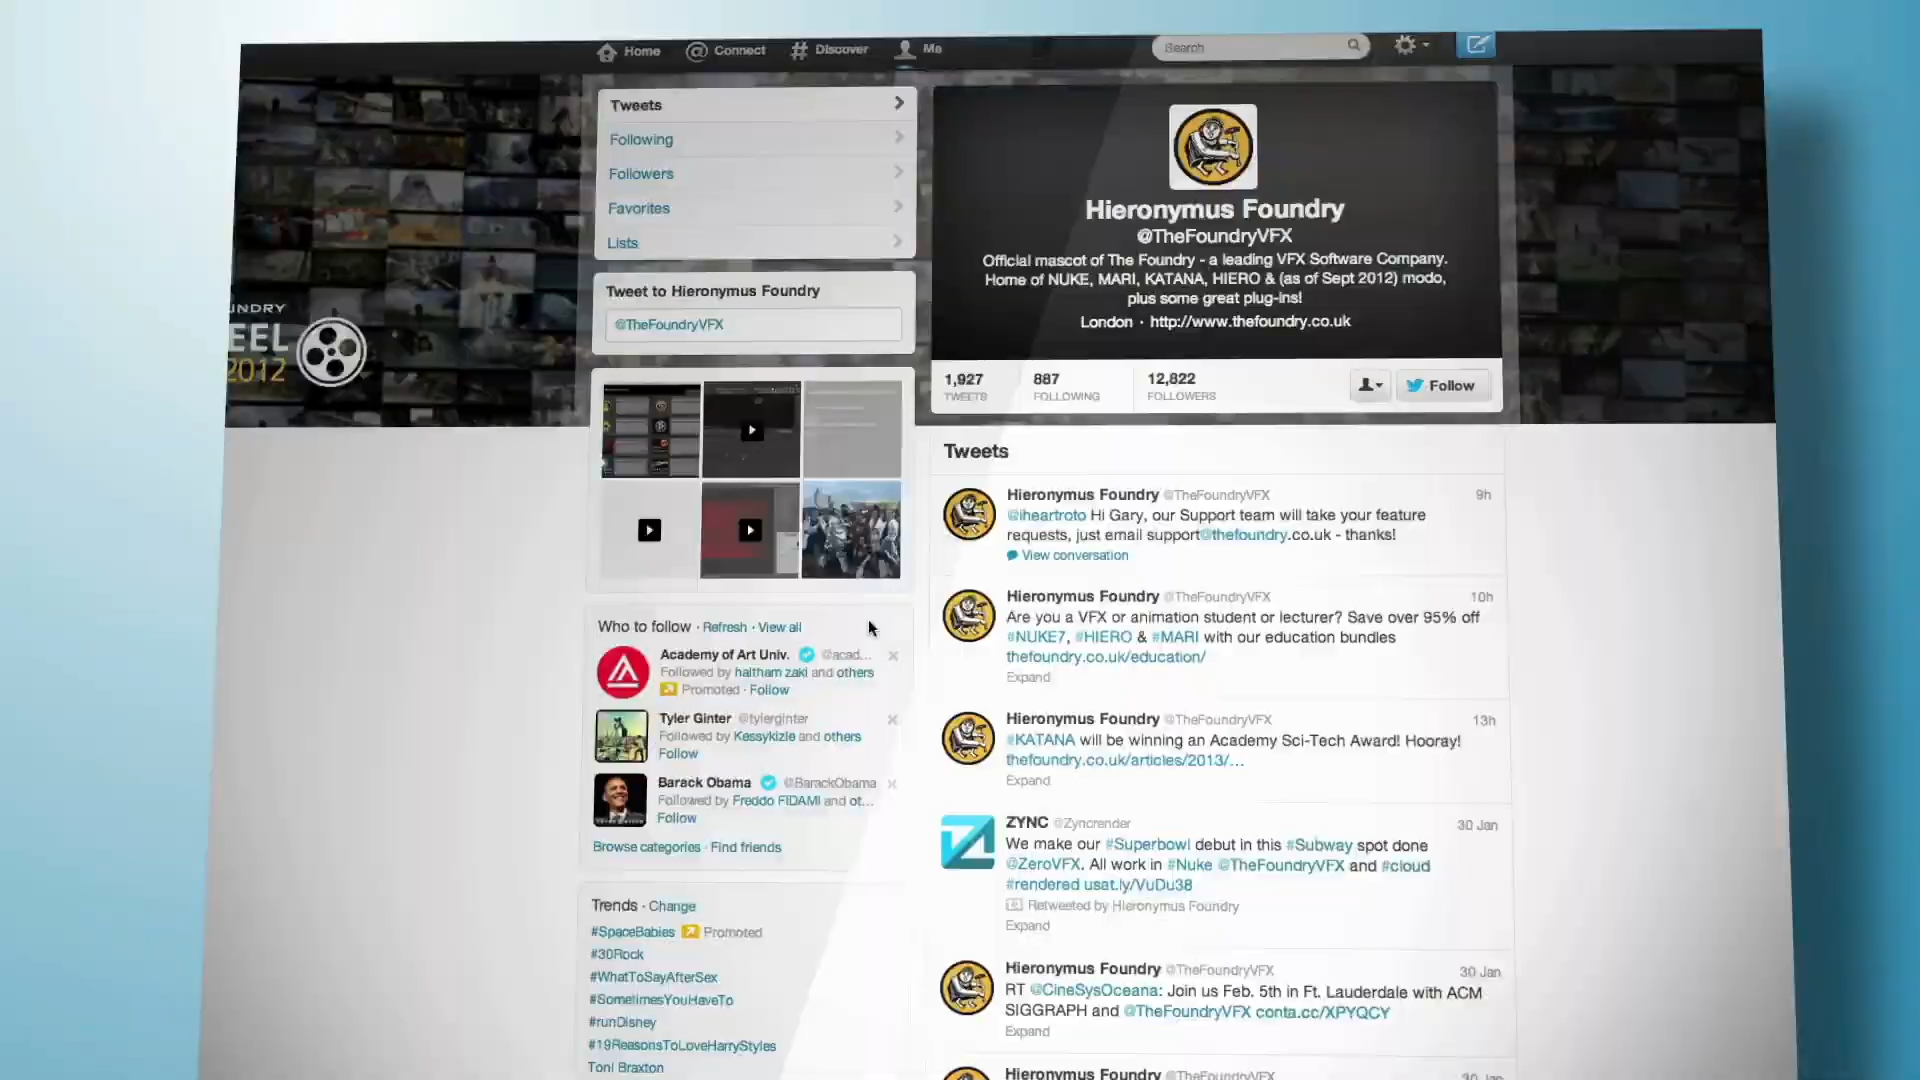 Home
Connect
Discover
Me
Search
UNDRY
EEL
2012
Tweets
Following
Followers
Favorites
Lists
Tweet to Hieronymus Foundry
@TheFoundryVFX
Hieronymus Foundry
@TheFoundryVFX
Official mascot of The Foundry - a leading VFX Software Company.
Home of NUKE, MARI, KATANA, HIERO & (as of Sept 2012) modo,
plus some great plug-ins!
London · http://www.thefoundry.co.uk
1,927
TWEETS
887
FOLLOWING
12,822
FOLLOWERS
Follow
Who to follow · Refresh · View all
Academy of Art Univ. @acad...
Followed by haltham zaki and others
Promoted · Follow
Tyler Ginter @tylerginter
Followed by Kessykizle and others
Follow
Barack Obama @BarackObama
Followed by Freddo FIDAMI and ot...
Follow
Browse categories · Find friends
Trends · Change
#SpaceBabies Promoted
#30Rock
#WhatToSayAfterSex
#SometimesYouHaveTo
#runDisney
#19ReasonsToLoveHarryStyles
Toni Braxton
Tweets
Hieronymus Foundry @TheFoundryVFX 9h
@iheartroto Hi Gary, our Support team will take your feature
requests, just email support@thefoundry.co.uk - thanks!
View conversation
Hieronymus Foundry @TheFoundryVFX 10h
Are you a VFX or animation student or lecturer? Save over 95% off
#NUKE7, #HIERO & #MARI with our education bundles
thefoundry.co.uk/education/
Expand
Hieronymus Foundry @TheFoundryVFX 13h
#KATANA will be winning an Academy Sci-Tech Award! Hooray!
thefoundry.co.uk/articles/2013/...
Expand
ZYNC @Zyncrender 30 Jan
We make our #Superbowl debut in this #Subway spot done
@ZeroVFX. All work in #Nuke @TheFoundryVFX and #cloud
#rendered usat.ly/VuDu38
Retweeted by Hieronymus Foundry
Expand
Hieronymus Foundry @TheFoundryVFX 30 Jan
RT @CineSysOceana: Join us Feb. 5th in Ft. Lauderdale with ACM
SIGGRAPH and @TheFoundryVFX conta.cc/XPYQCY
Expand
Hieronymus Foundry @TheFoundryVFX 30 Jan